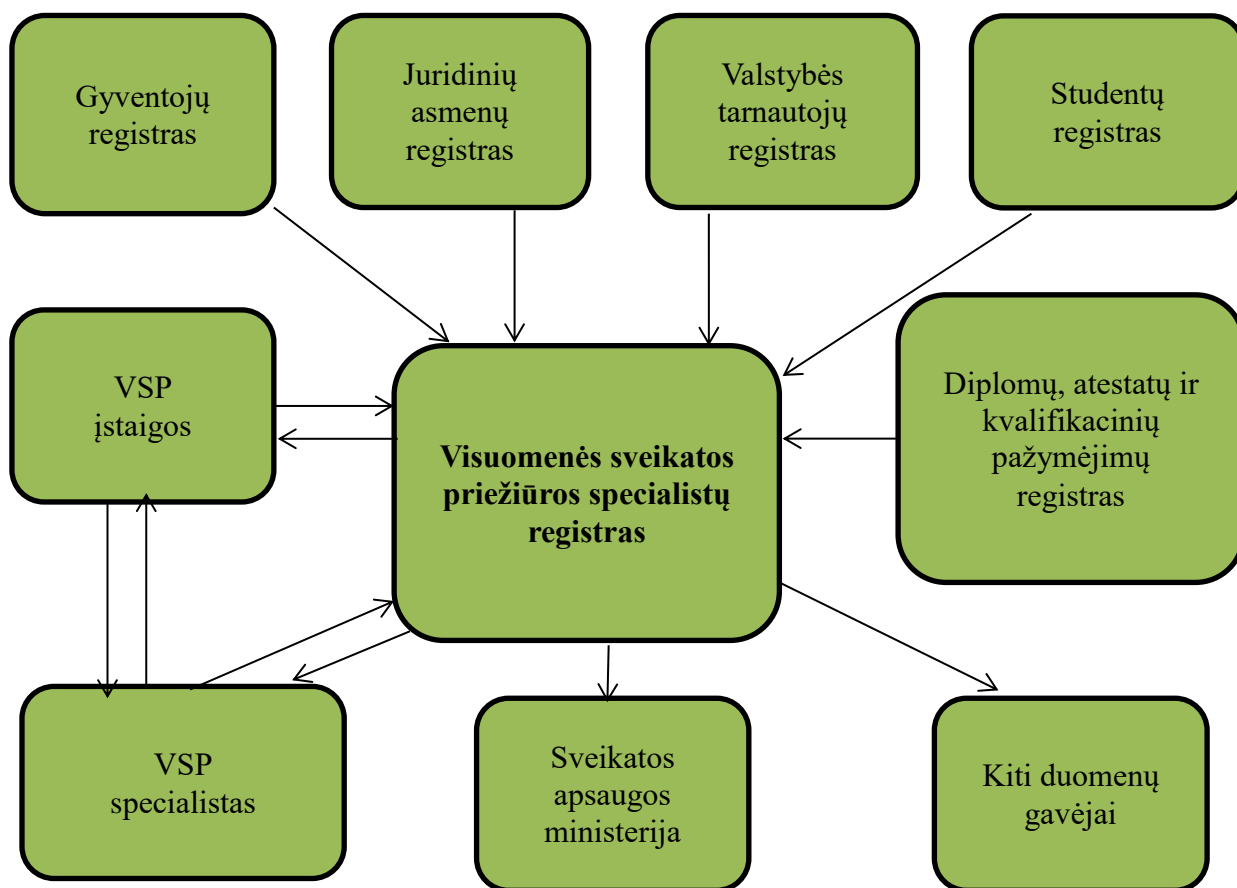 Gyventojų
registras
Juridinių
asmenų
registras
Valstybės
tarnautojų
registras
Studentų
registras
VSP
įstaigos
Visuomenės sveikatos
priežiūros specialistų
registras
Diplomų, atestatų ir
kvalifikacinių
pažymėjimų
registras
VSP
specialistas
Sveikatos
apsaugos
ministerija
Kiti duomenų
gavėjai